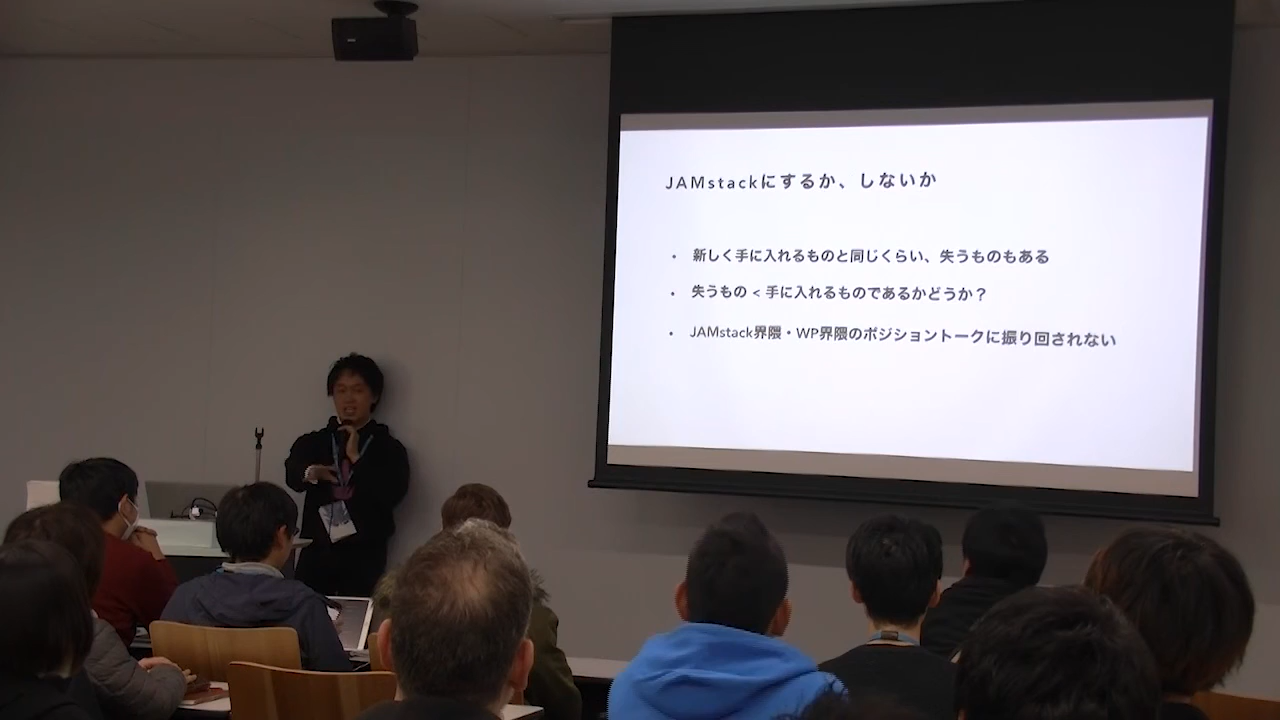 JAMstackにするか、しないか
• 新しく手に入れるものと同じくらい、失うものもある
• 失うもの < 手に入れるものであるかどうか？
• JAMstack界隈・WP界隈のポジショントークに振り回されない